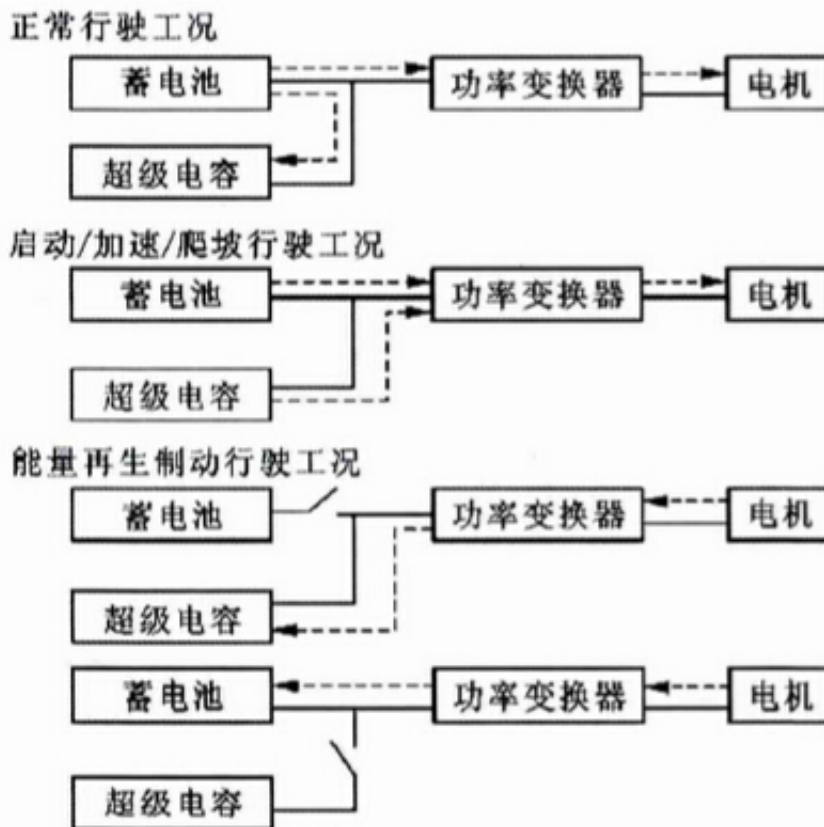 正常行驶工况
蓄电池 功率变换器 电机
超级电容
启动/加速/爬坡行驶工况
蓄电池 功率变换器 电机
超级电容
能量再生制动行驶工况
蓄电池 功率变换器 电机
超级电容
蓄电池 功率变换器 电机
超级电容